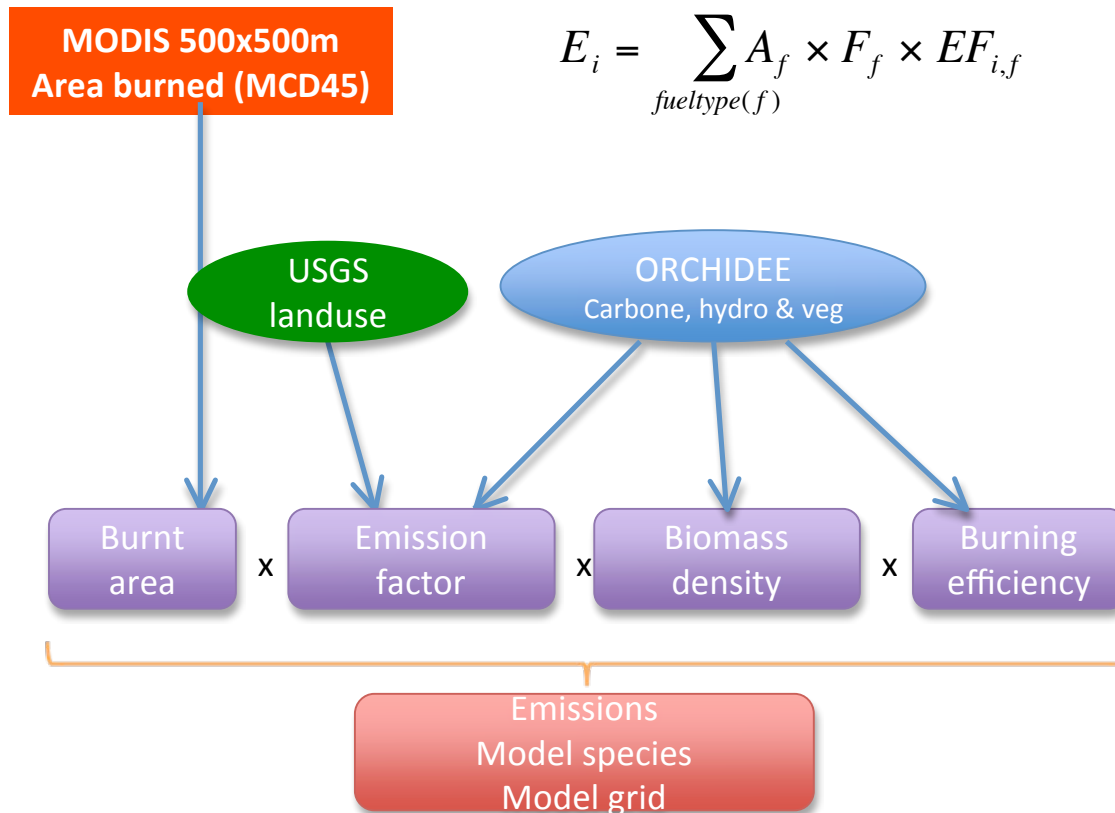 MODIS 500x500m
Area burned (MCD45)
E_i = ∑ A_f × F_f × EF_{i,f}
fueltype(f)
USGS
landuse
ORCHIDEE
Carbone, hydro & veg
Burnt
area
x
Emission
factor
x
Biomass
density
x
Burning
efficiency
Emissions
Model species
Model grid